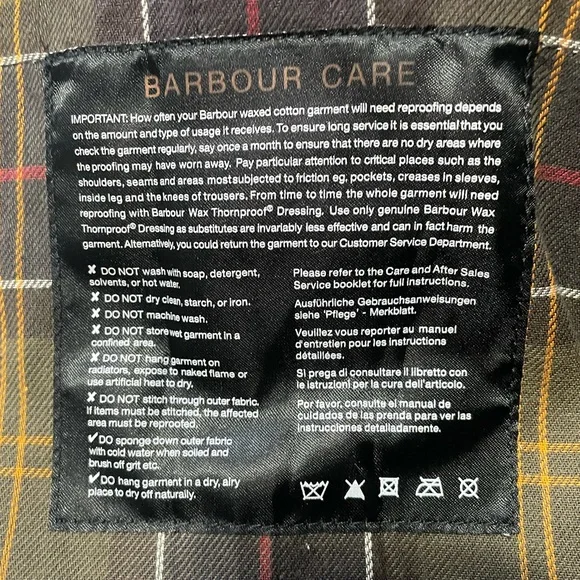 BARBOUR CARE
IMPORTANT: How often your Barbour waxed cotton garment will need reproofing depends
on the amount and type of usage it receives. To ensure long service it is essential that you
check the garment regularly, say once a month to ensure that there are no dry areas where
the proofing may have worn away. Pay particular attention to critical places such as the
shoulders, seams and areas most subjected to friction eg. pockets, creases in sleeves,
inside leg and the knees of trousers. From time to time the whole garment will need
reproofing with Barbour Wax Thornproof® Dressing. Use only genuine Barbour Wax
Thornproof® Dressing as substitutes are invariably less effective and can in fact harm the
garment. Alternatively, you could return the garment to our Customer Service Department.
✘ DO NOT wash with soap, detergent,
solvents, or hot water.
✘ DO NOT dry clean, starch, or iron.
✘ DO NOT machine wash.
✘ DO NOT store wet garment in a
confined area.
✘ DO NOT hang garment on
radiators, expose to naked flame or
use artificial heat to dry.
✘ DO NOT stitch through outer fabric.
If items must be stitched, the affected
area must be reproofed.
✔DO sponge down outer fabric
with cold water when soiled and
brush off grit etc.
✔DO hang garment in a dry, airy
place to dry off naturally.
Please refer to the Care and After Sales
Service booklet for full instructions.
Ausführliche Gebrauchsanweisungen
siehe 'Pflege' - Merkblatt.
Veuillez vous reporter au manuel
d'entretien pour les instructions
détaillées.
Si prega di consultare il libretto con
le istruzioni per la cura dell'articolo.
Por favor, consulte el manual de
cuidados de las prenda para ver las
instrucciones detalladamente.